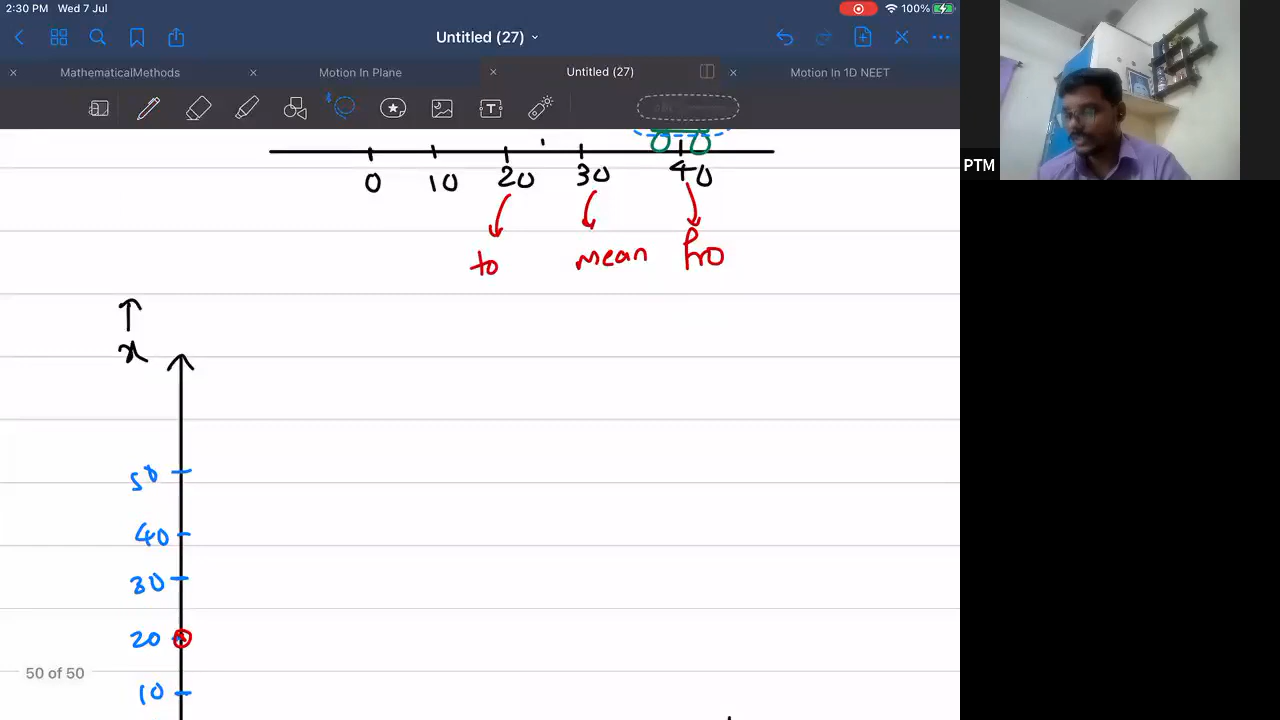 2:30 PM Wed 7 Jul
100%
Untitled (27)
MathematicalMethods
Motion In Plane
Untitled (27)
Motion In 1D NEET
0 10 20 30 40
to mean fro
x
50
40
30
20
10
50 of 50
PTM